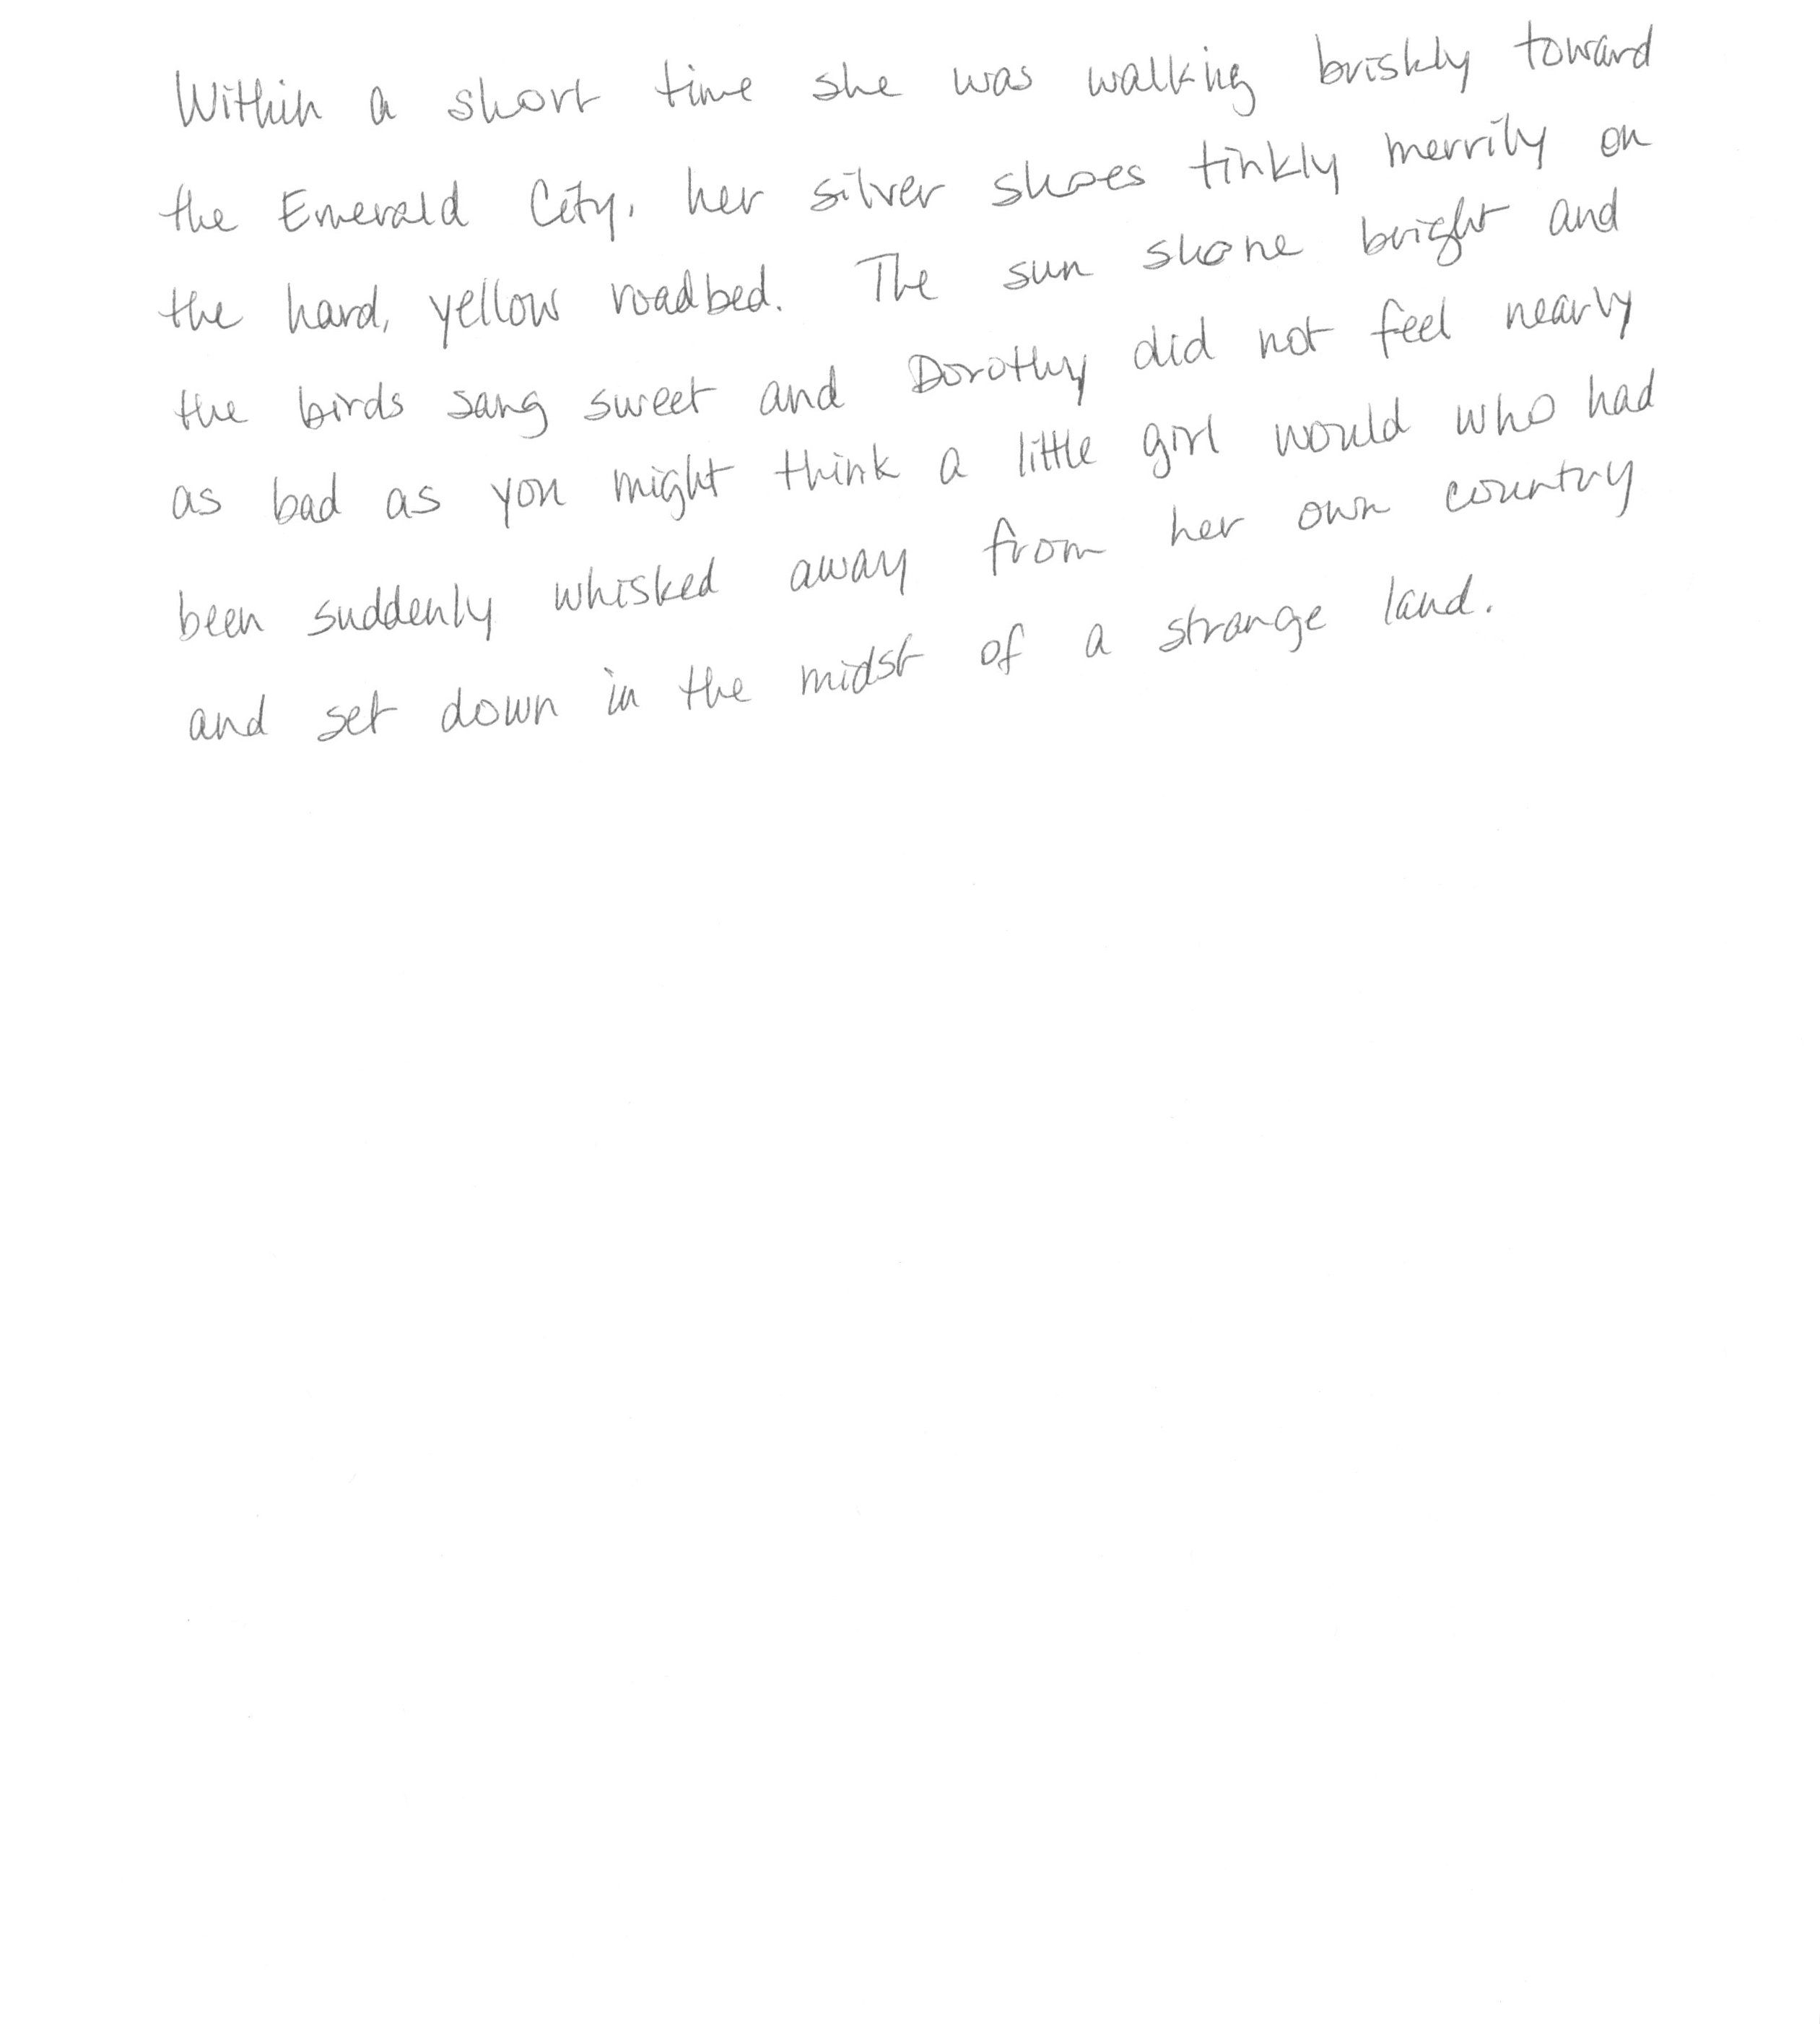 Within a short time she was walking briskly toward
the Emerald City, her silver shoes tinkly merrily on
the hard, yellow roadbed. The sun shone bright and
the birds sang sweet and Dorothy did not feel nearly
as bad as you might think a little girl would who had
been suddenly whisked away from her own country
and set down in the midst of a strange land.